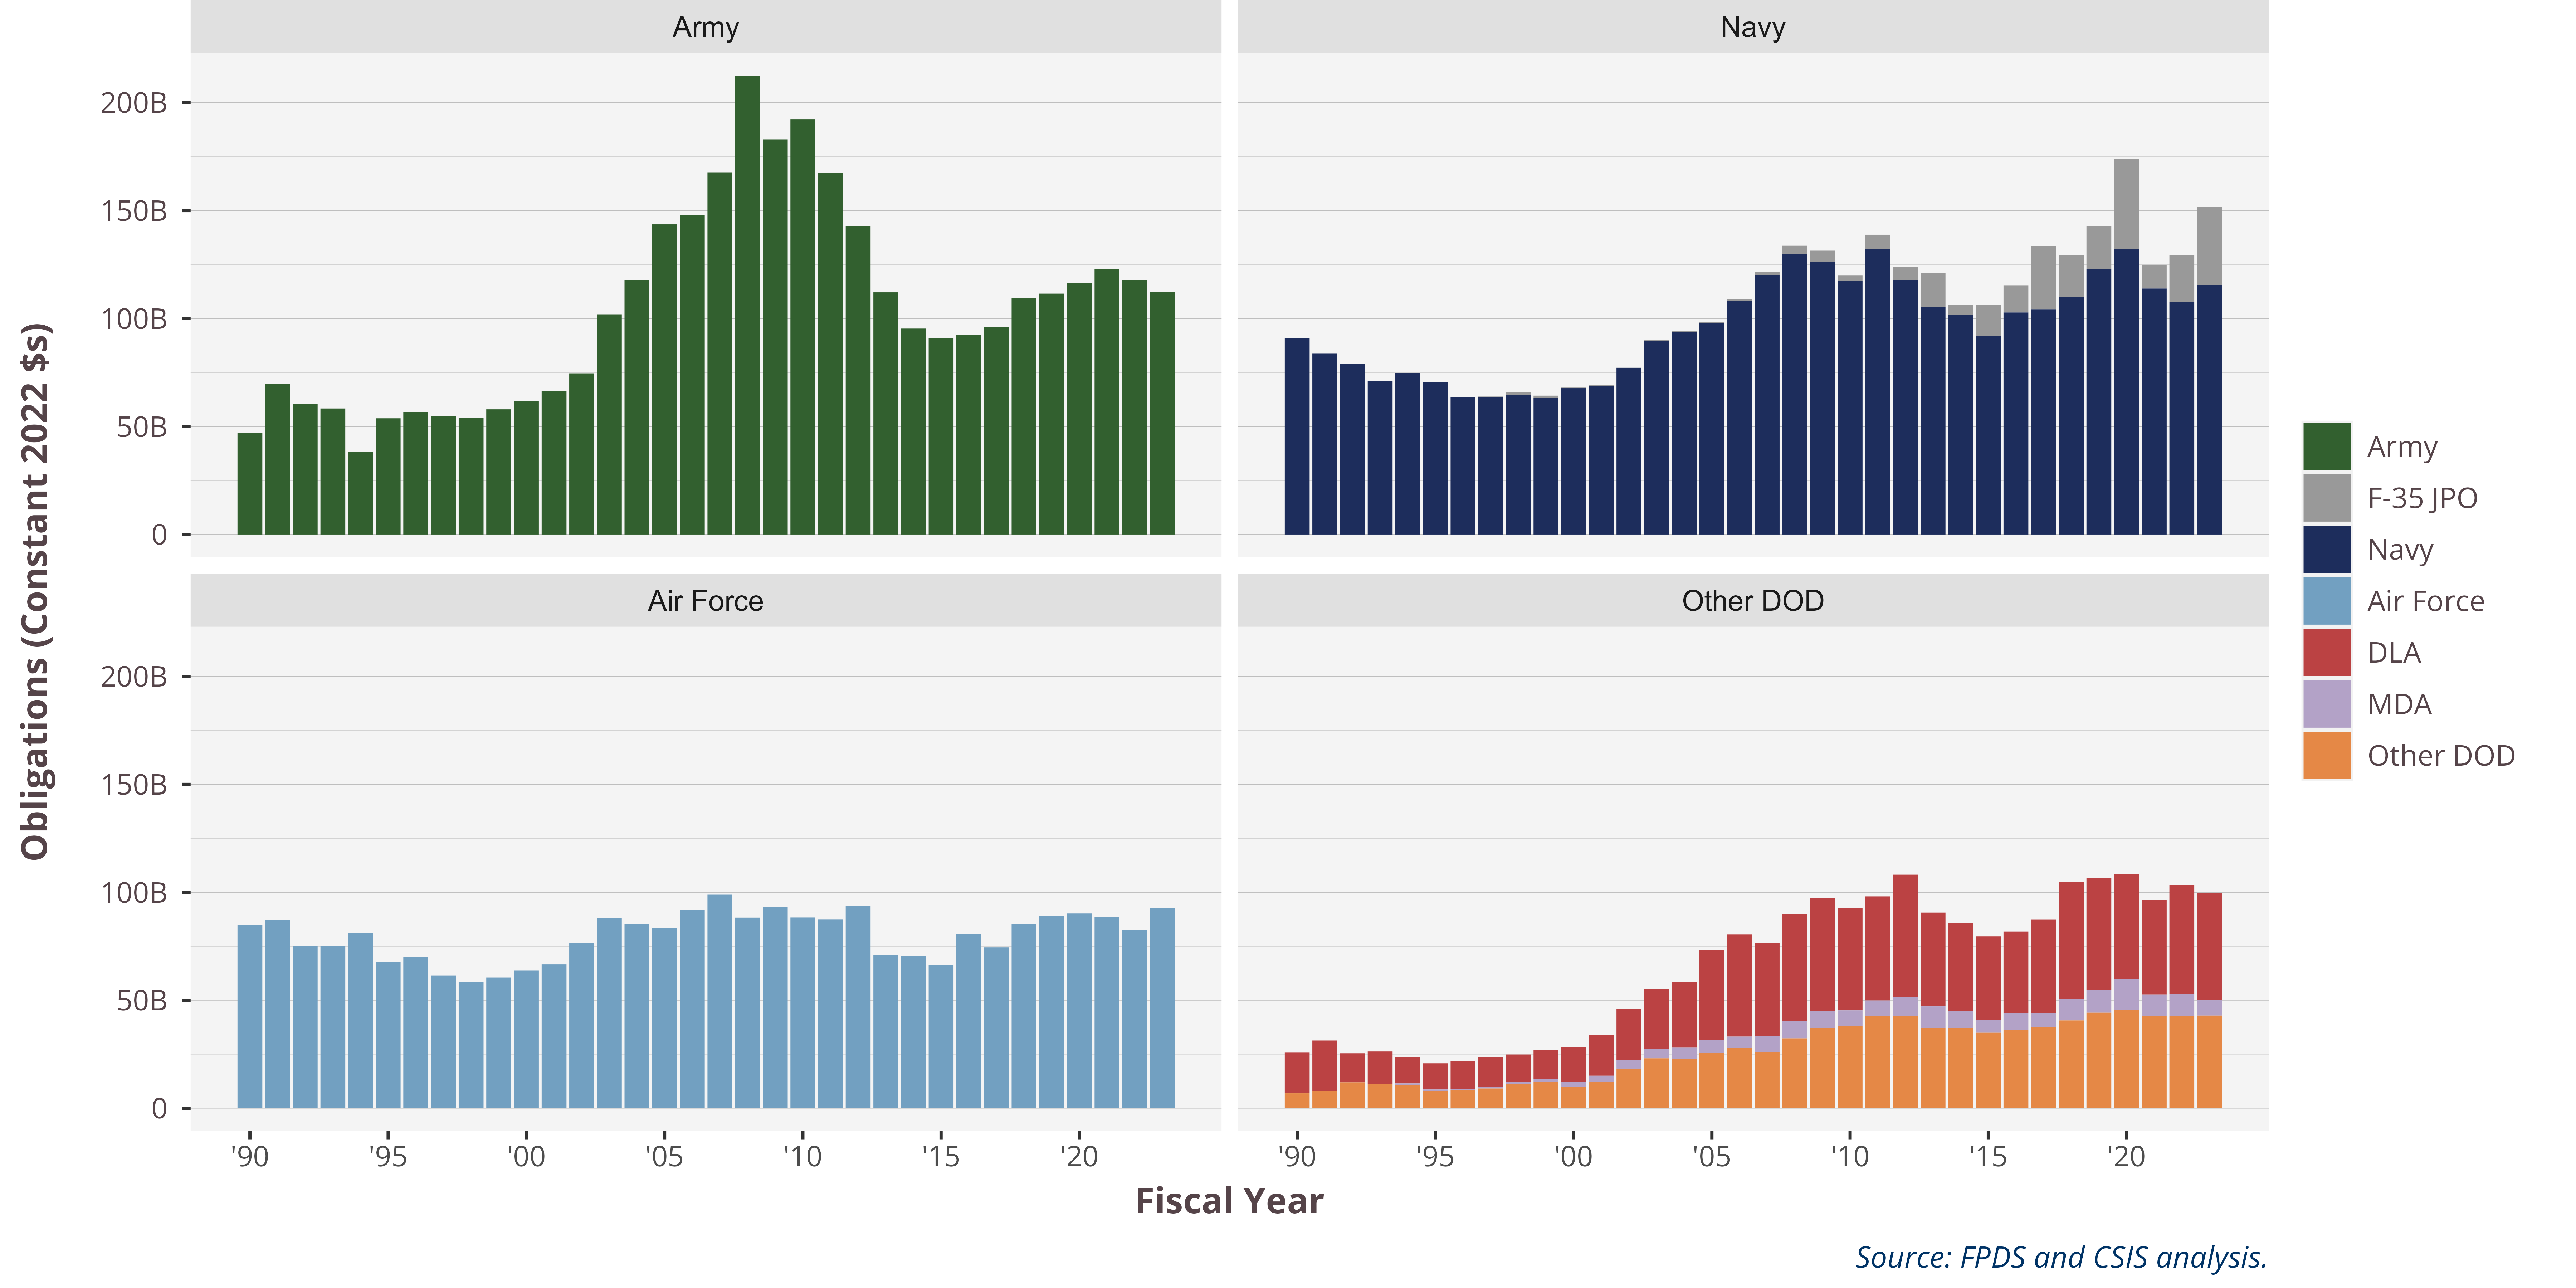 Army
Navy
200B
150B
100B
50B
0
Obligations (Constant 2022 $s)
Air Force
Other DOD
200B
150B
100B
50B
0
'90 '95 '00 '05 '10 '15 '20
'90 '95 '00 '05 '10 '15 '20
Fiscal Year
Army
F-35 JPO
Navy
Air Force
DLA
MDA
Other DOD
Source: FPDS and CSIS analysis.